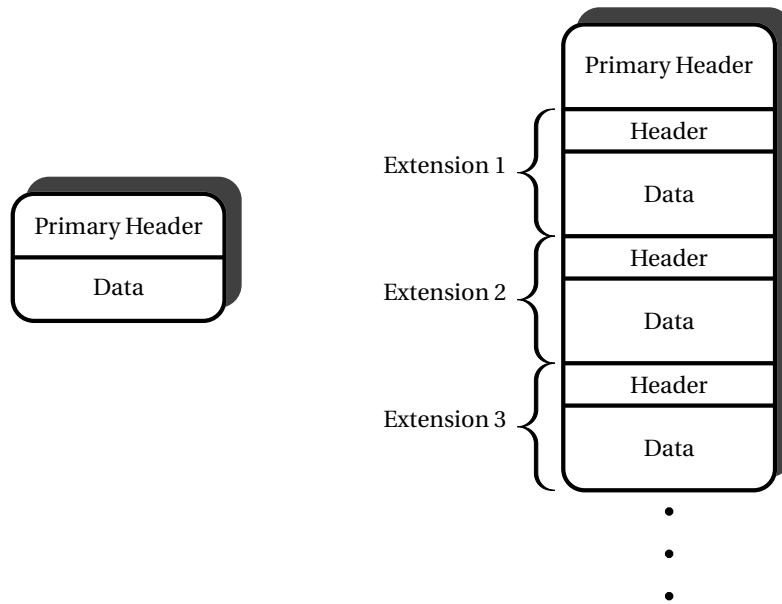 Primary Header
Data
Primary Header
Extension 1
Header
Data
Extension 2
Header
Data
Extension 3
Header
Data